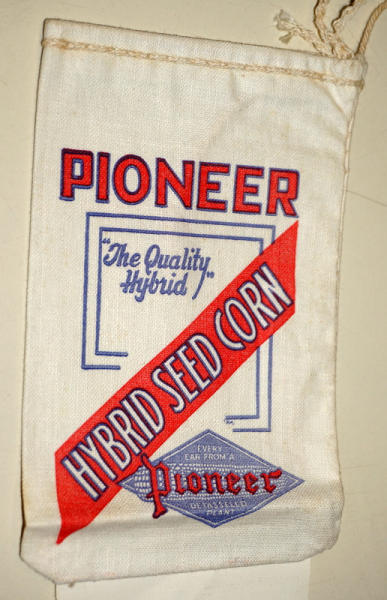 PIONEER
"The Quality
Hybrid"
HYBRID SEED CORN
EVERY
EAR FROM A
Pioneer
DETASSELED
PLANT